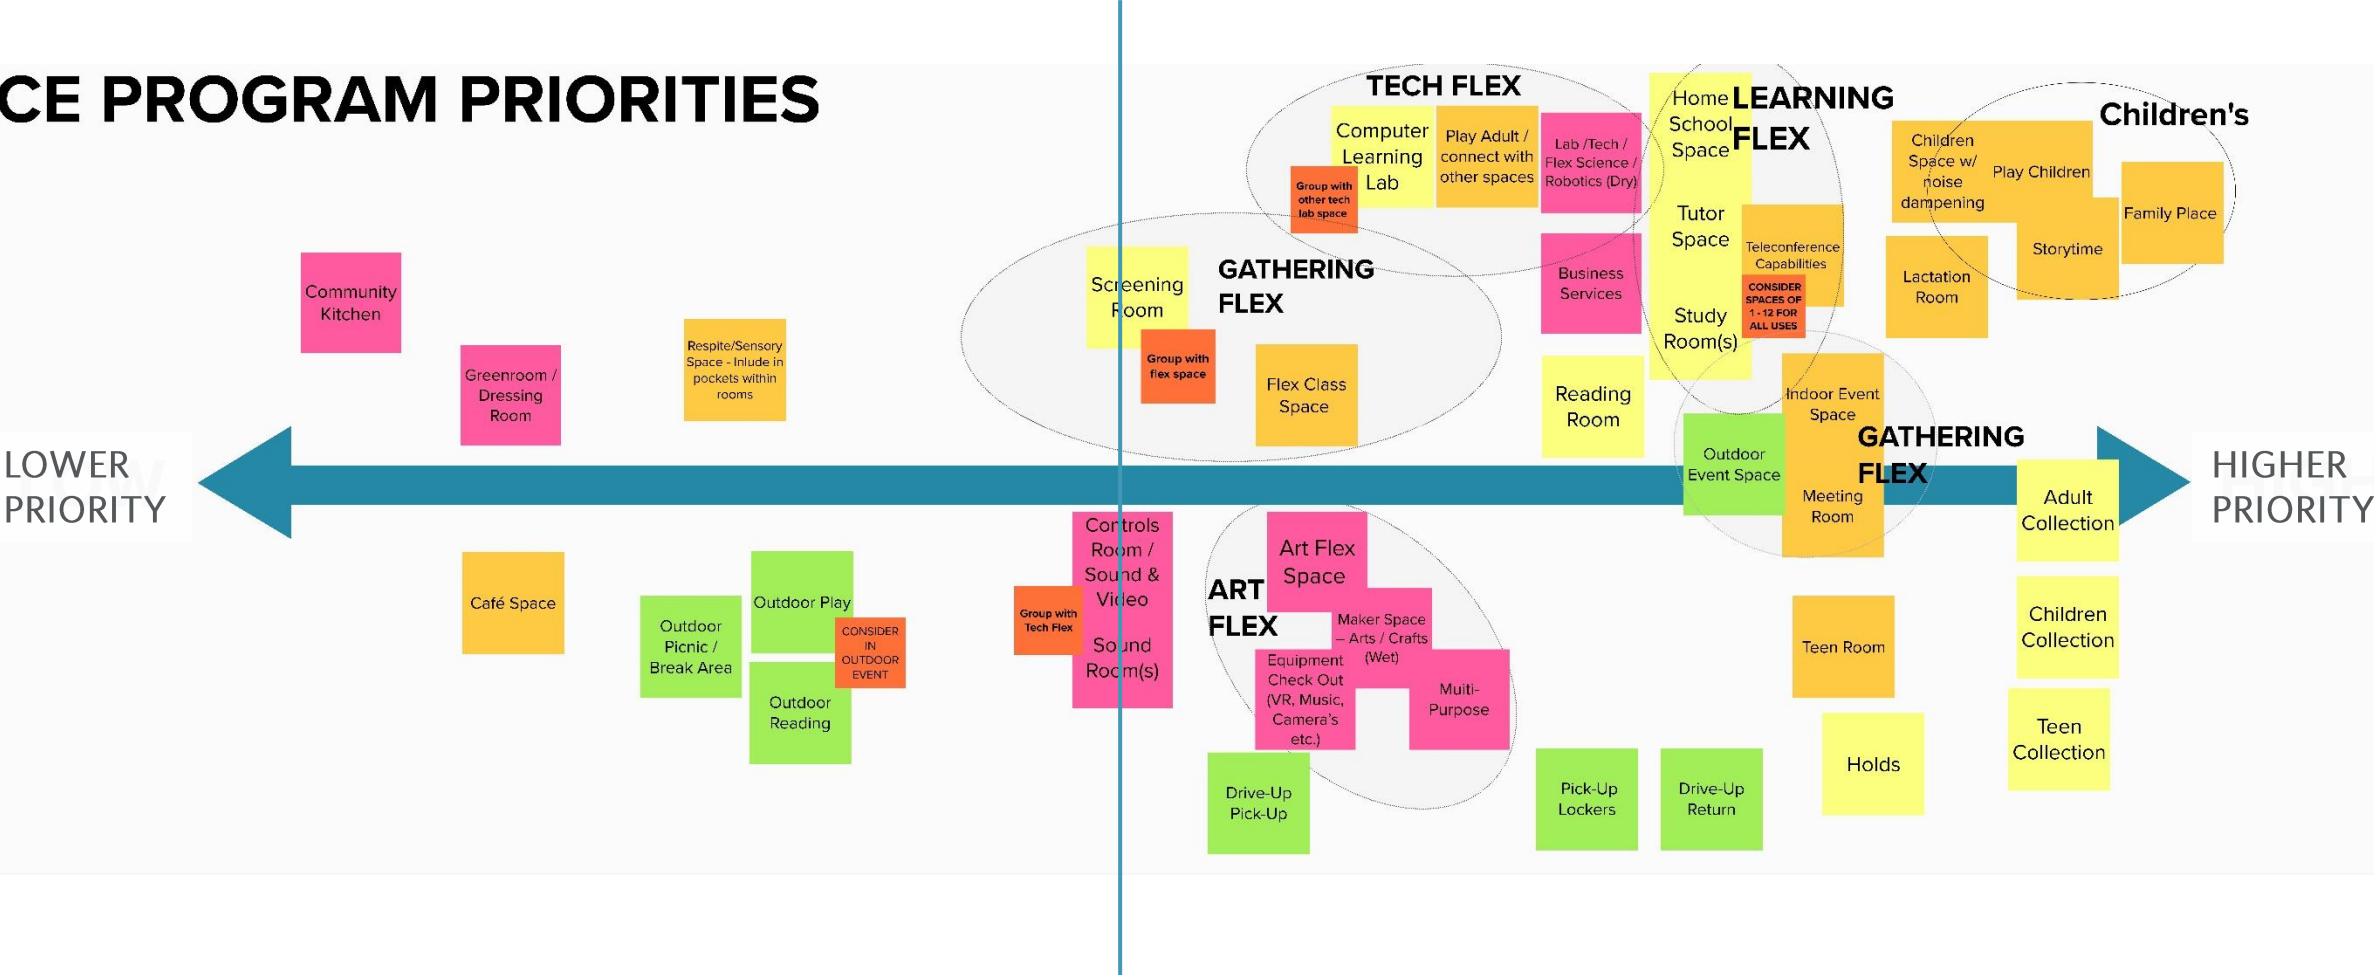 CE PROGRAM PRIORITIES
TECH FLEX
Computer
Learning
Lab
Group with
other tech
lab space
Play Adult /
connect with
other spaces
Lab /Tech /
Flex Science /
Robotics (Dry)
Home
School
Space
LEARNING
FLEX
Tutor
Space
Study
Room(s)
Teleconference
Capabilities
CONSIDER
SPACES OF
1 - 12 FOR
ALL USES
Children's
Children
Space w/
noise
dampening
Play Children
Family Place
Storytime
Lactation
Room
Community
Kitchen
Greenroom /
Dressing
Room
Respite/Sensory
Space - Inlude in
pockets within
rooms
Screening
Room
GATHERING
FLEX
Group with
flex space
Flex Class
Space
Business
Services
Reading
Room
Outdoor
Event Space
Indoor Event
Space
GATHERING
FLEX
Meeting
Room
LOWER
PRIORITY
HIGHER
PRIORITY
Adult
Collection
Café Space
Outdoor
Picnic /
Break Area
Outdoor Play
CONSIDER
IN
OUTDOOR
EVENT
Outdoor
Reading
Controls
Room /
Sound &
Video
Group with
Tech Flex
Sound
Room(s)
ART
FLEX
Art Flex
Space
Maker Space
– Arts / Crafts
(Wet)
Equipment
Check Out
(VR, Music,
Camera's
etc.)
Multi-
Purpose
Drive-Up
Pick-Up
Pick-Up
Lockers
Drive-Up
Return
Teen Room
Holds
Children
Collection
Teen
Collection